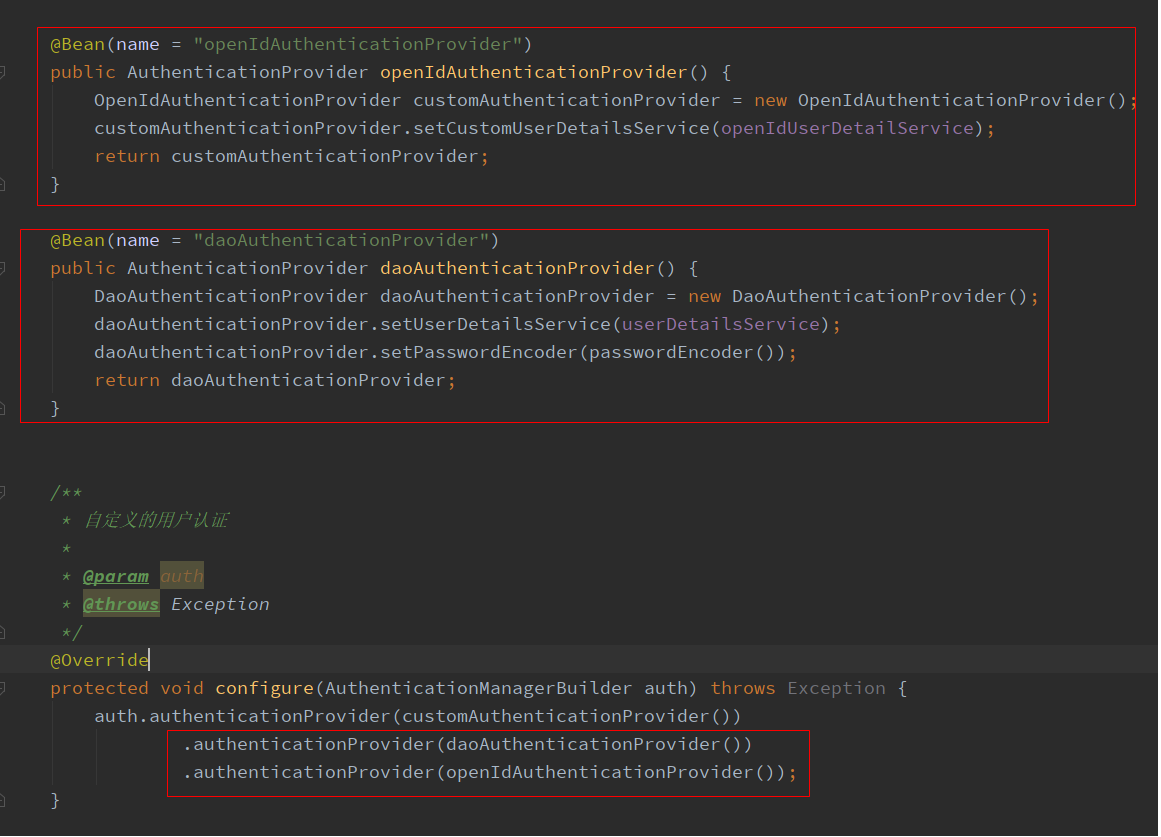 @Bean(name = "openIdAuthenticationProvider")
public AuthenticationProvider openIdAuthenticationProvider() {
OpenIdAuthenticationProvider customAuthenticationProvider = new OpenIdAuthenticationProvider();
customAuthenticationProvider.setCustomUserDetailsService(openIdUserDetailService);
return customAuthenticationProvider;
}
@Bean(name = "daoAuthenticationProvider")
public AuthenticationProvider daoAuthenticationProvider() {
DaoAuthenticationProvider daoAuthenticationProvider = new DaoAuthenticationProvider();
daoAuthenticationProvider.setUserDetailsService(userDetailsService);
daoAuthenticationProvider.setPasswordEncoder(passwordEncoder());
return daoAuthenticationProvider;
}
/**
* 自定义的用户认证
*
* @param auth
* @throws Exception
*/
@Override
protected void configure(AuthenticationManagerBuilder auth) throws Exception {
auth.authenticationProvider(customAuthenticationProvider())
.authenticationProvider(daoAuthenticationProvider())
.authenticationProvider(openIdAuthenticationProvider());
}